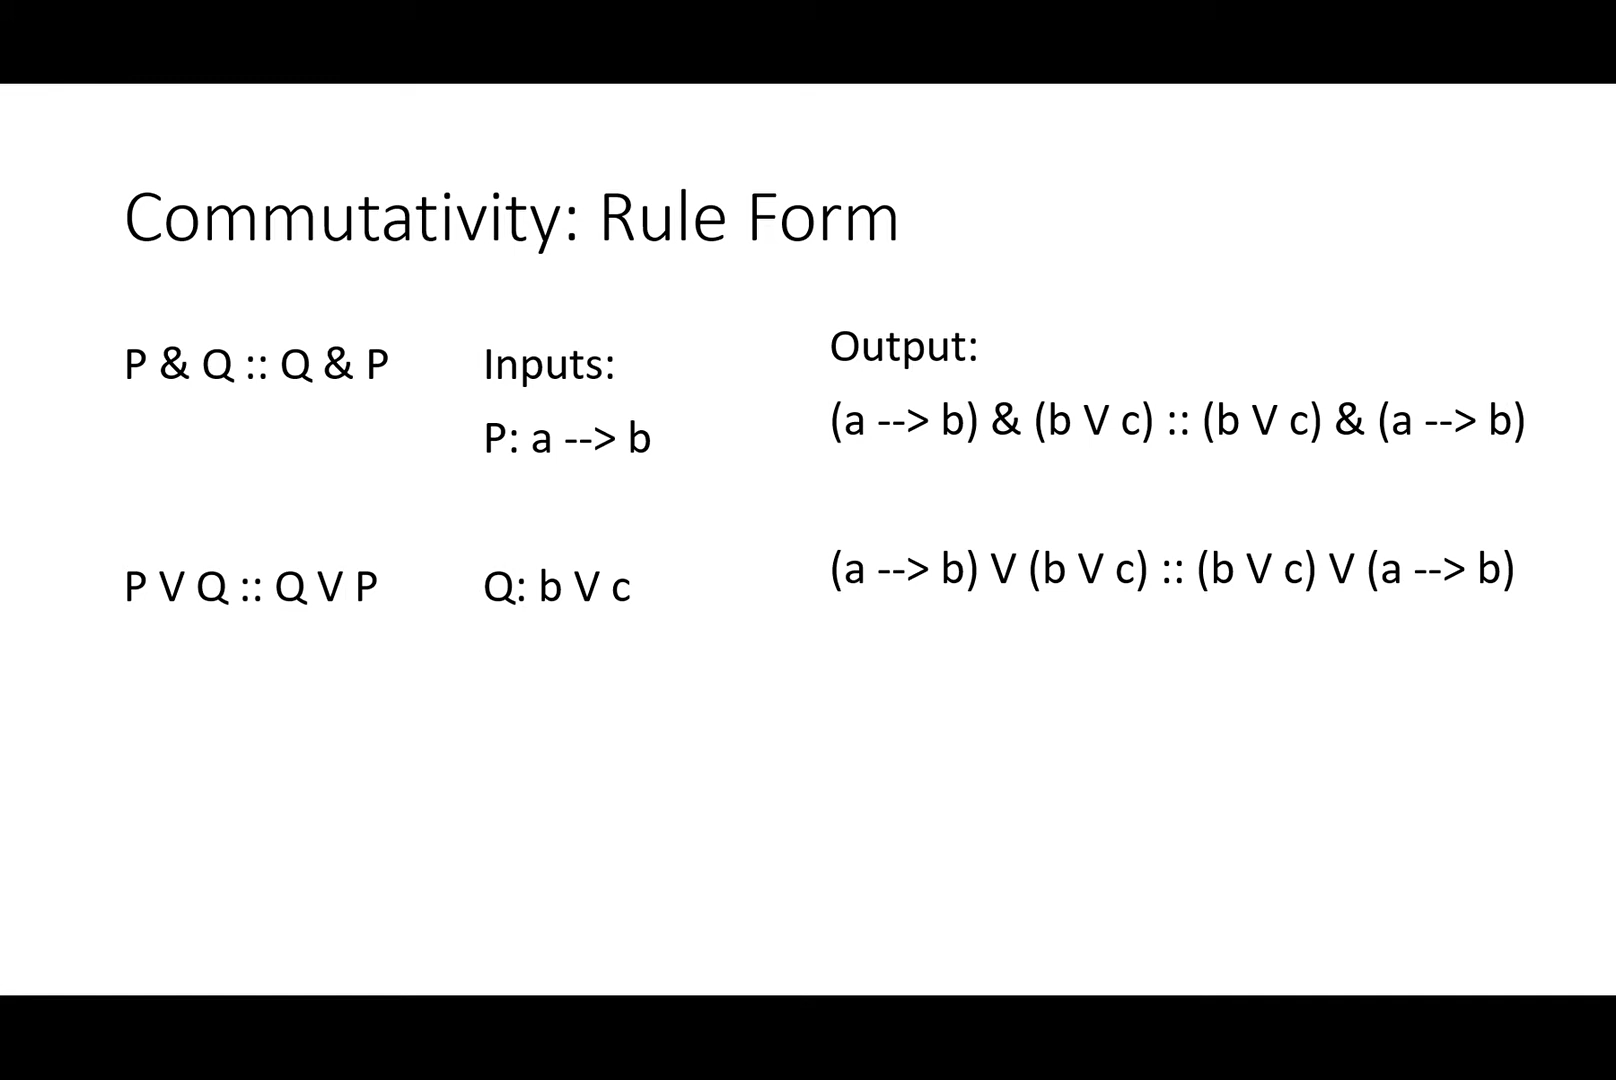 Commutativity: Rule Form
P & Q :: Q & P
P V Q :: Q V P
Inputs:
P: a --> b
Q: b V c
Output:
(a --> b) & (b V c) :: (b V c) & (a --> b)
(a --> b) V (b V c) :: (b V c) V (a --> b)